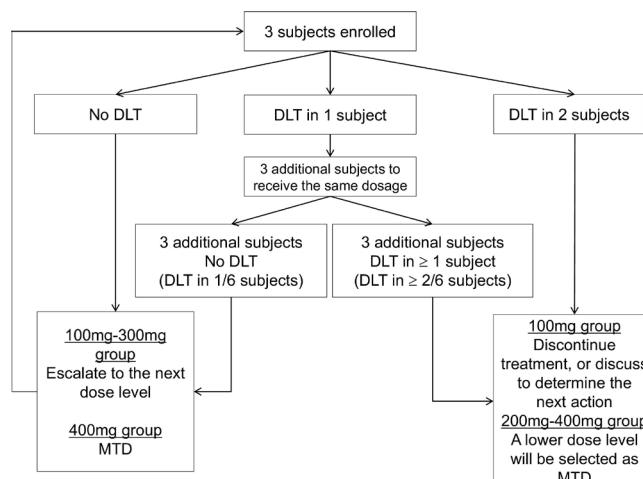 3 subjects enrolled
No DLT
DLT in 1 subject
DLT in 2 subjects
3 additional subjects to
receive the same dosage
3 additional subjects
No DLT
(DLT in 1/6 subjects)
3 additional subjects
DLT in ≥ 1 subject
(DLT in ≥ 2/6 subjects)
100mg-300mg
group
Escalate to the next
dose level
400mg group
MTD
100mg group
Discontinue
treatment, or discuss
to determine the
next action
200mg-400mg group
A lower dose level
will be selected as
MTD